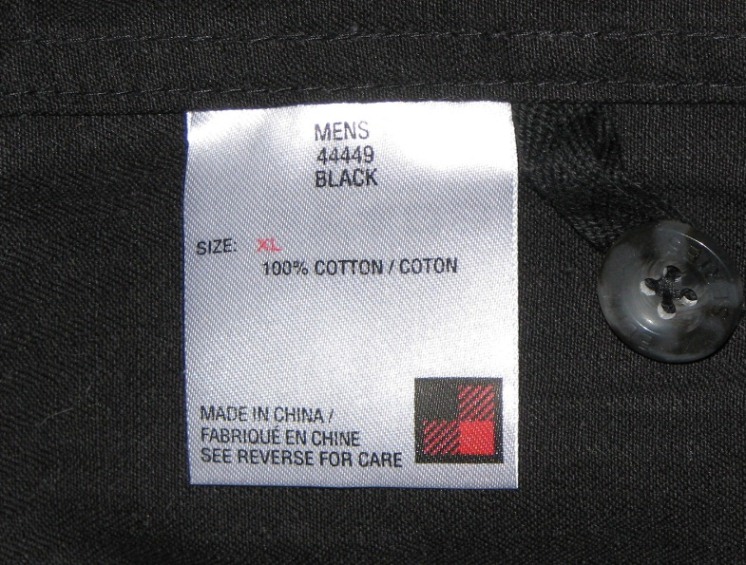 MENS
44449
BLACK
SIZE: XL
100% COTTON / COTON
MADE IN CHINA /
FABRIQUÉ EN CHINE
SEE REVERSE FOR CARE